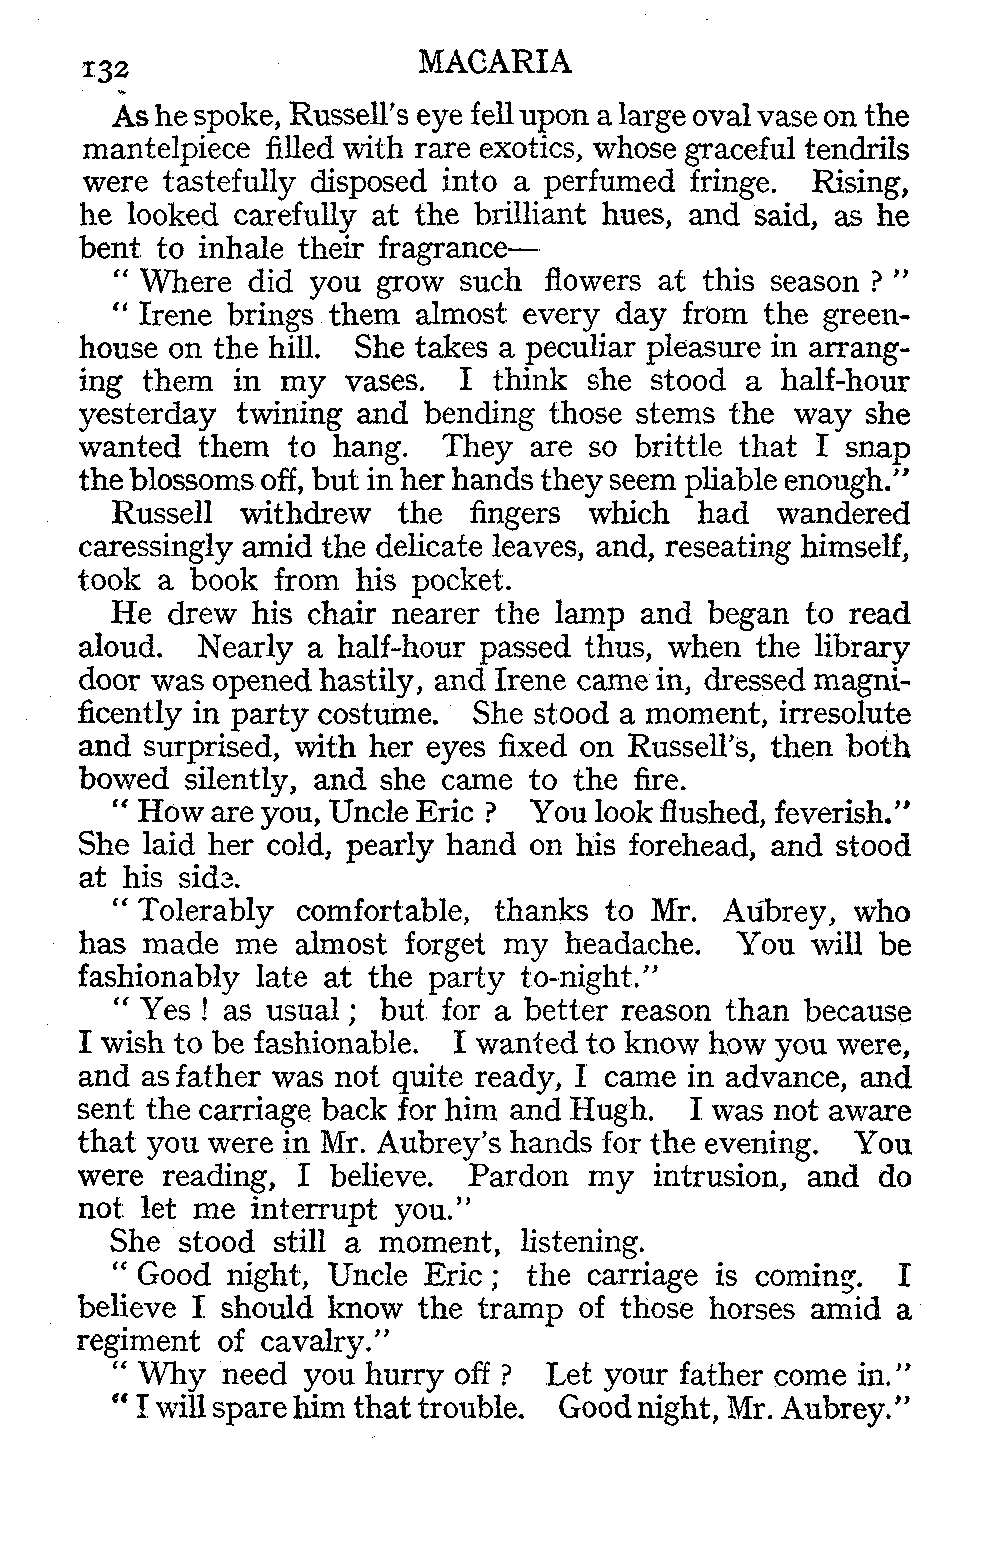 132 MACARIA
As he spoke, Russell's eye fell upon a large oval vase on the
mantelpiece filled with rare exotics, whose graceful tendrils
were tastefully disposed into a perfumed fringe. Rising,
he looked carefully at the brilliant hues, and said, as he
bent to inhale their fragrance—
" Where did you grow such flowers at this season ? "
" Irene brings them almost every day from the green-
house on the hill. She takes a peculiar pleasure in arrang-
ing them in my vases. I think she stood a half-hour
yesterday twining and bending those stems the way she
wanted them to hang. They are so brittle that I snap
the blossoms off, but in her hands they seem pliable enough."
Russell withdrew the fingers which had wandered
caressingly amid the delicate leaves, and, reseating himself,
took a book from his pocket.
He drew his chair nearer the lamp and began to read
aloud. Nearly a half-hour passed thus, when the library
door was opened hastily, and Irene came in, dressed magni-
ficently in party costume. She stood a moment, irresolute
and surprised, with her eyes fixed on Russell's, then both
bowed silently, and she came to the fire.
" How are you, Uncle Eric ? You look flushed, feverish."
She laid her cold, pearly hand on his forehead, and stood
at his side.
" Tolerably comfortable, thanks to Mr. Aubrey, who
has made me almost forget my headache. You will be
fashionably late at the party to-night."
" Yes ! as usual ; but for a better reason than because
I wish to be fashionable. I wanted to know how you were,
and as father was not quite ready, I came in advance, and
sent the carriage back for him and Hugh. I was not aware
that you were in Mr. Aubrey's hands for the evening. You
were reading, I believe. Pardon my intrusion, and do
not let me interrupt you."
She stood still a moment, listening.
" Good night, Uncle Eric ; the carriage is coming. I
believe I should know the tramp of those horses amid a
regiment of cavalry."
" Why need you hurry off ? Let your father come in."
" I will spare him that trouble. Good night, Mr. Aubrey."